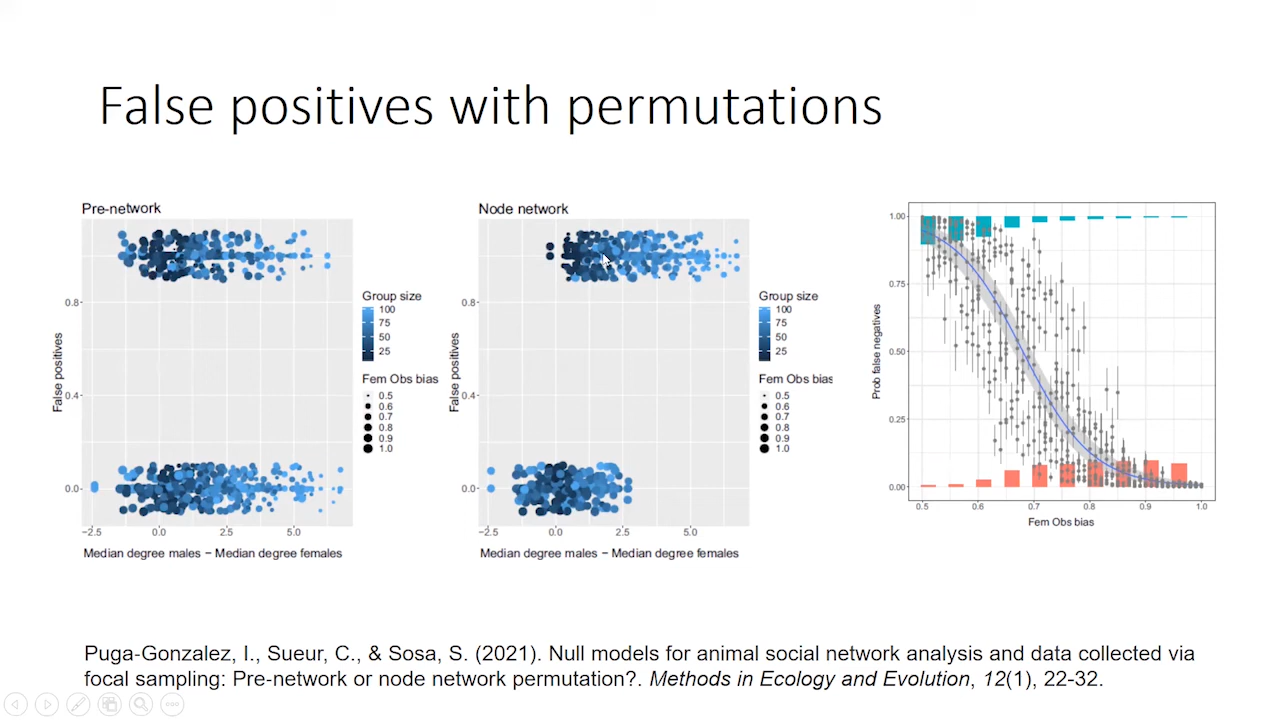 False positives with permutations
Pre-network
False positives
0.8
0.4
0.0
−2.5 0.0 2.5 5.0
Median degree males − Median degree females
Group size
100
75
50
25
Fem Obs bias
0.5
0.6
0.7
0.8
0.9
1.0
Node network
False positives
0.8
0.4
0.0
−2.5 0.0 2.5 5.0
Median degree males − Median degree females
Group size
100
75
50
25
Fem Obs bias
0.5
0.6
0.7
0.8
0.9
1.0
Prob false negatives
1.00
0.75
0.50
0.25
0.00
0.5 0.6 0.7 0.8 0.9 1.0
Fem Obs bias
Puga-Gonzalez, I., Sueur, C., & Sosa, S. (2021). Null models for animal social network analysis and data collected via
focal sampling: Pre-network or node network permutation?. Methods in Ecology and Evolution, 12(1), 22-32.